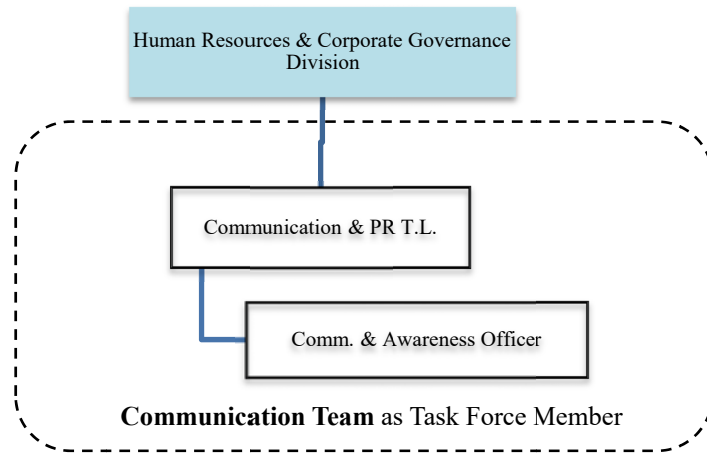 Human Resources & Corporate Governance
Division
Communication & PR T.L.
Comm. & Awareness Officer
Communication Team as Task Force Member